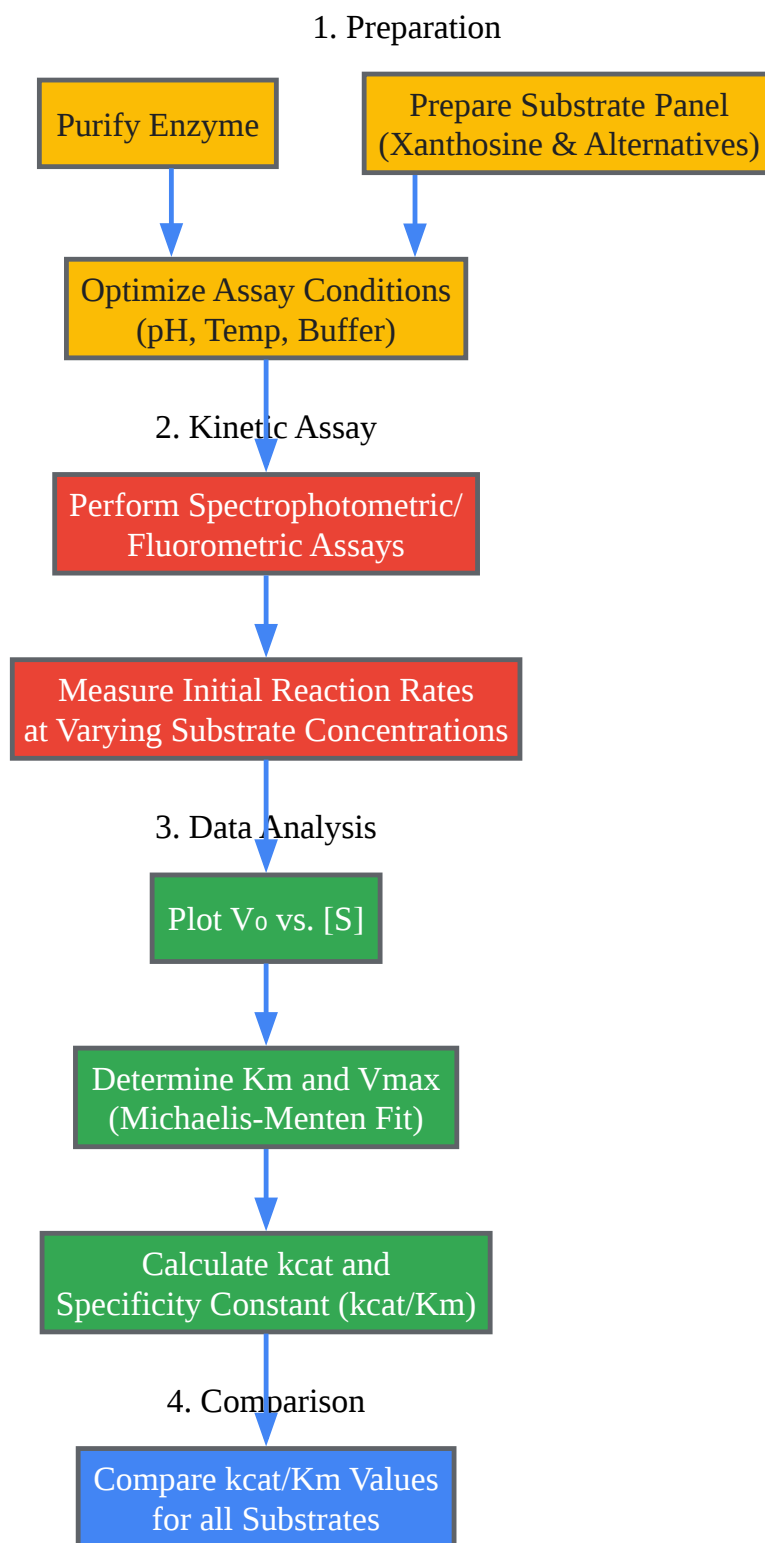 1. Preparation
Purify Enzyme
Prepare Substrate Panel
(Xanthosine & Alternatives)
Optimize Assay Conditions
(pH, Temp, Buffer)
2. Kinetic Assay
Perform Spectrophotometric/
Fluorometric Assays
Measure Initial Reaction Rates
at Varying Substrate Concentrations
3. Data Analysis
Plot V₀ vs. [S]
Determine Km and Vmax
(Michaelis-Menten Fit)
Calculate kcat and
Specificity Constant (kcat/Km)
4. Comparison
Compare kcat/Km Values
for all Substrates